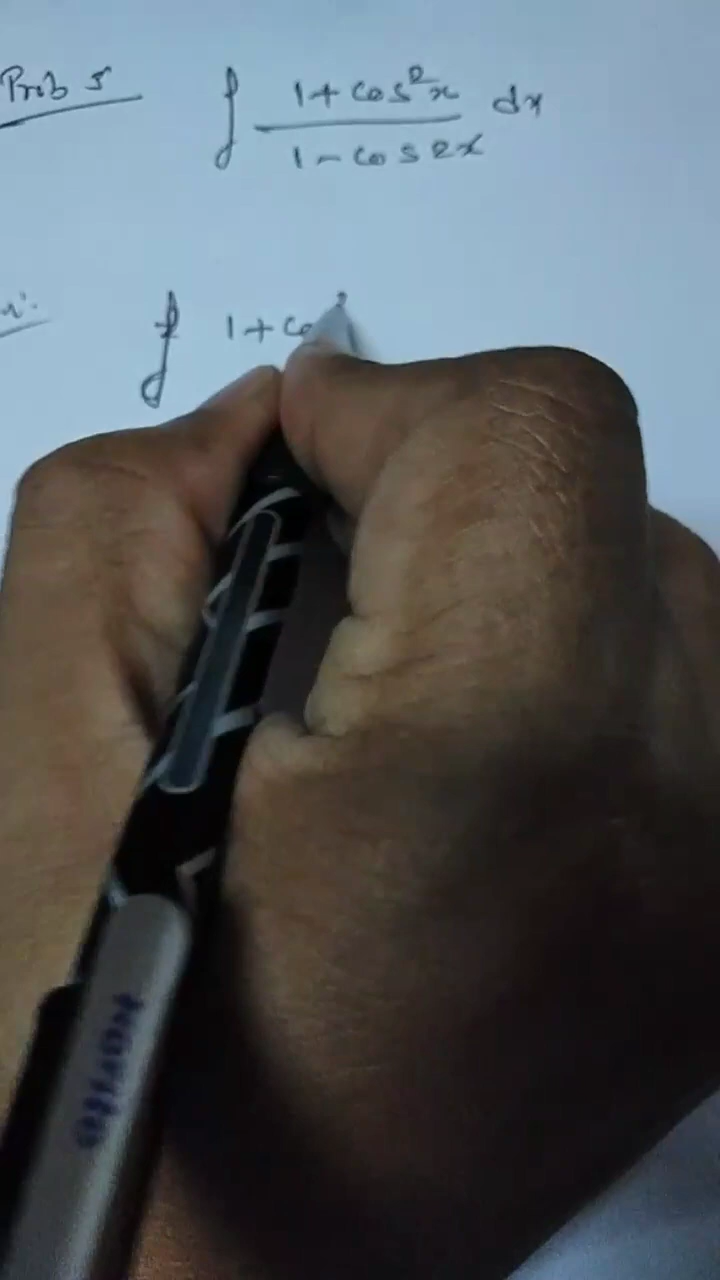 Prob 5 ∫ 1+cos²x / 1-cos2x dx
∫ 1+co